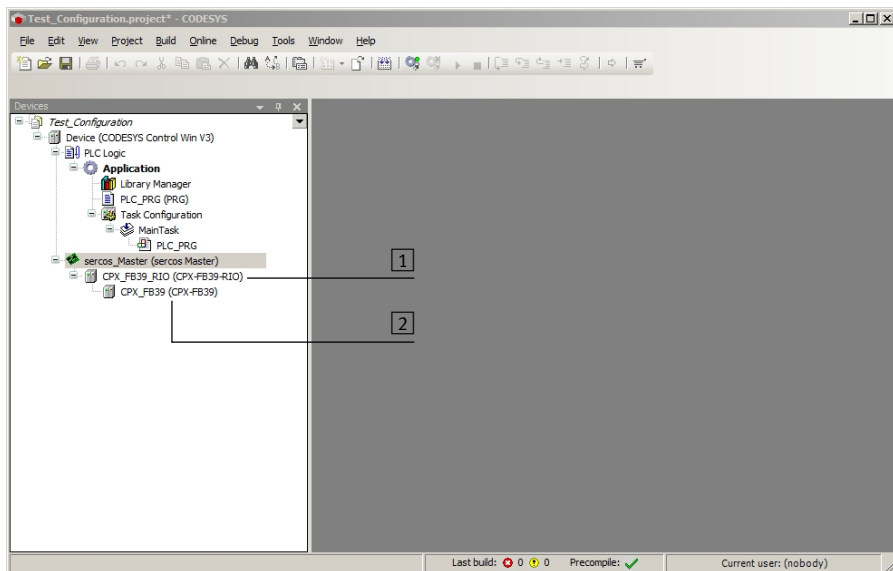 Test_Configuration.project* - CODESYS
File Edit View Project Build Online Debug Tools Window Help
Devices
Test_Configuration
Device (CODESYS Control Win V3)
PLC Logic
Application
Library Manager
PLC_PRG (PRG)
Task Configuration
MainTask
PLC_PRG
sercos_Master (sercos Master)
1
CPX_FB39_RIO (CPX-FB39-RIO)
CPX_FB39 (CPX-FB39)
2
Last build: 0 0 Precompile: Current user: (nobody)